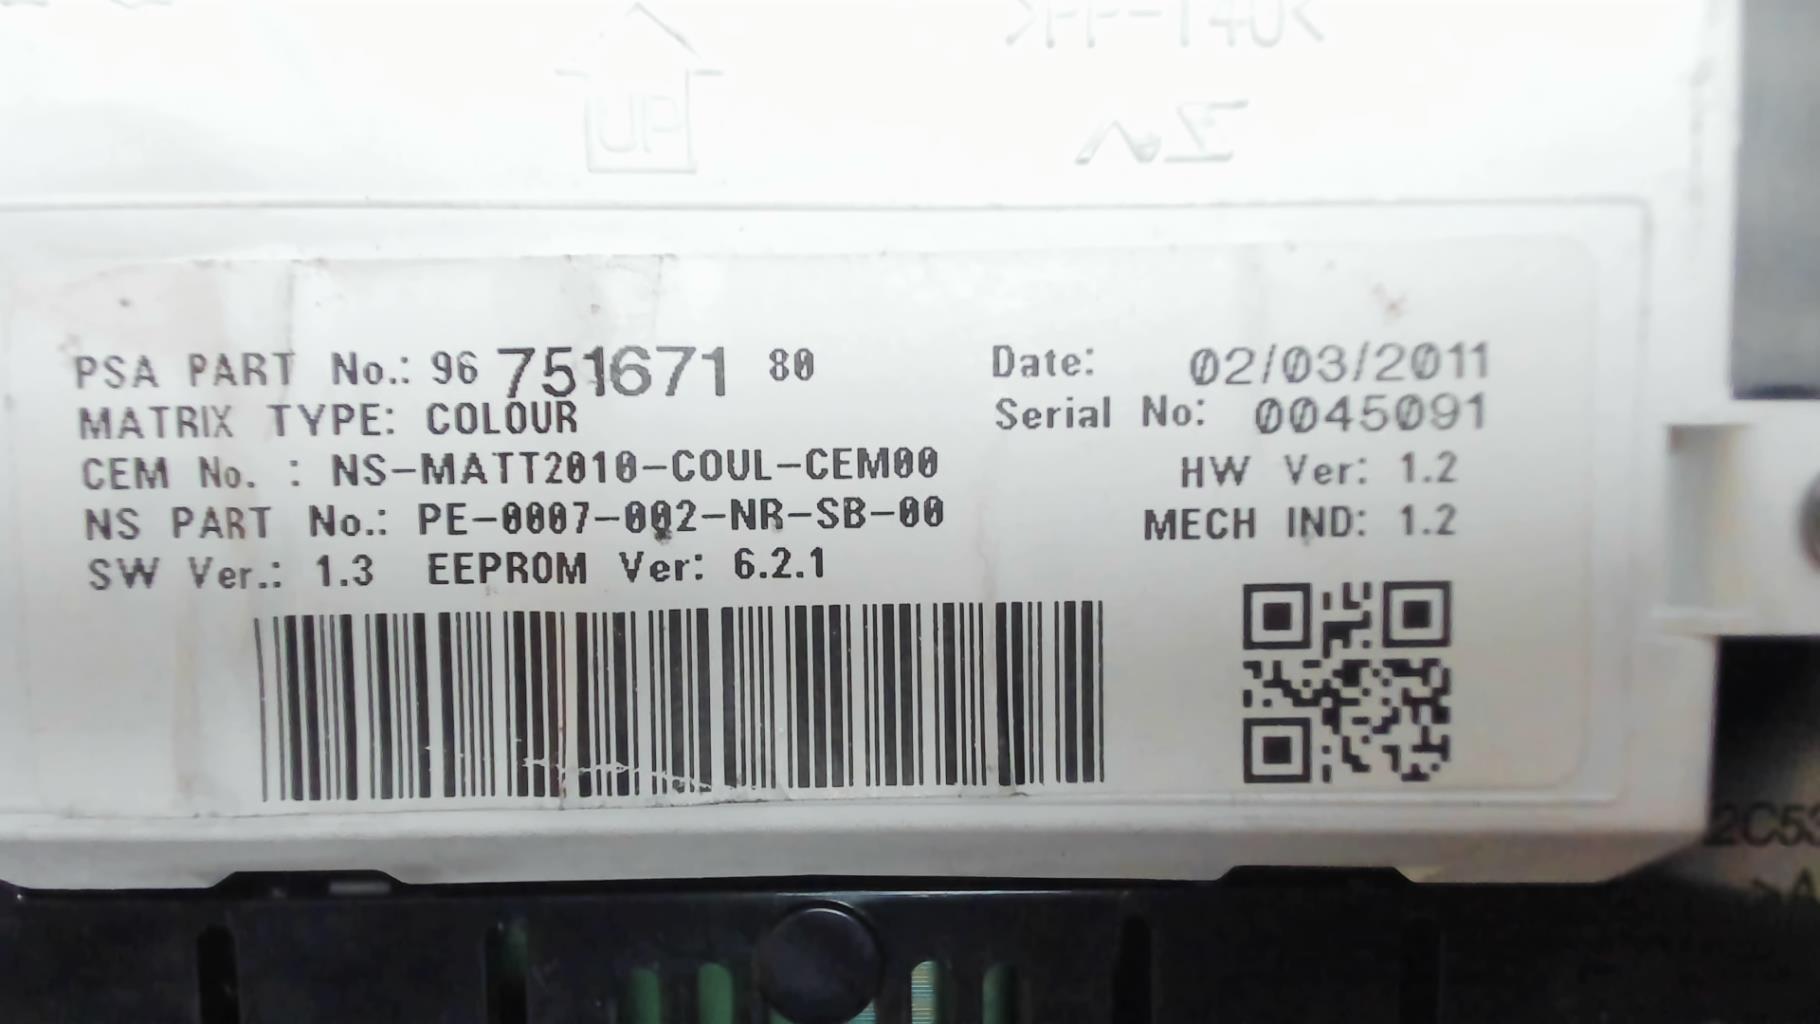 UP
PSA PART No.: 96 751671 80
MATRIX TYPE: COLOUR
CEM No. : NS-MATT2010-COUL-CEM00
NS PART No.: PE-0007-002-NR-SB-00
SW Ver.: 1.3 EEPROM Ver: 6.2.1
Date: 02/03/2011
Serial No: 0045091
HW Ver: 1.2
MECH IND: 1.2